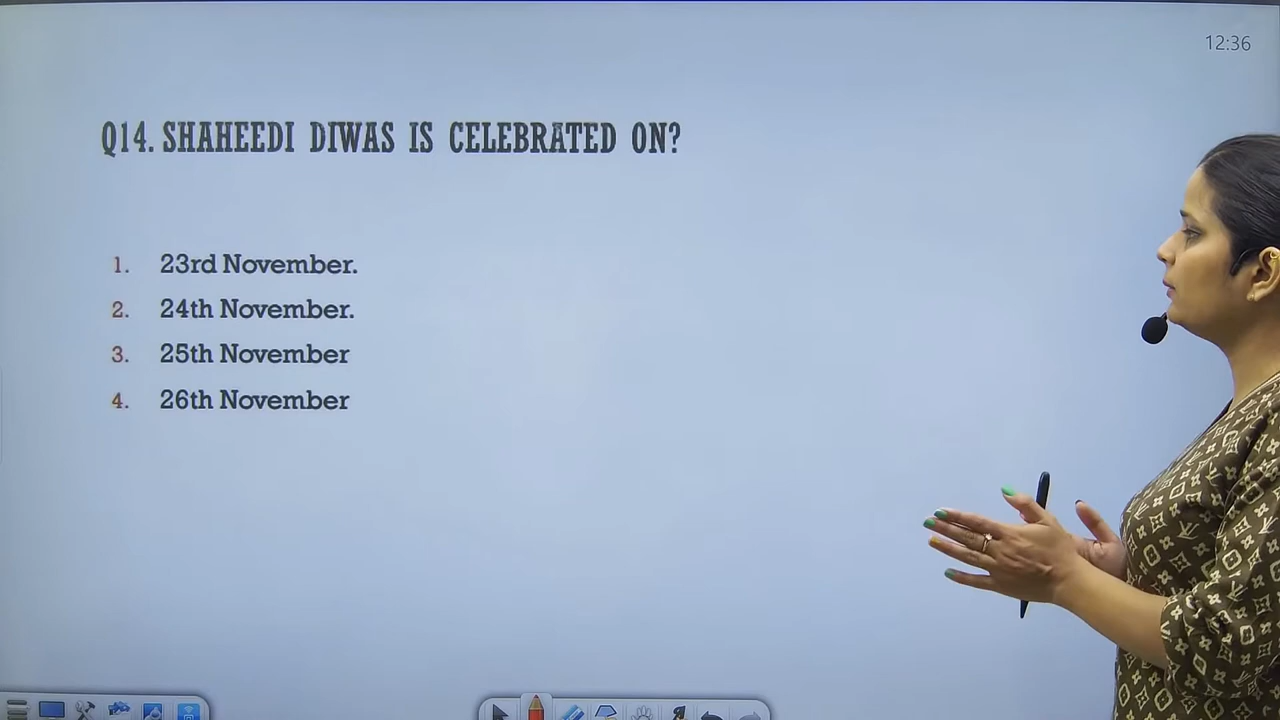 12:36
Q14. SHAHEEDI DIWAS IS CELEBRATED ON?
1. 23rd November.
2. 24th November.
3. 25th November
4. 26th November